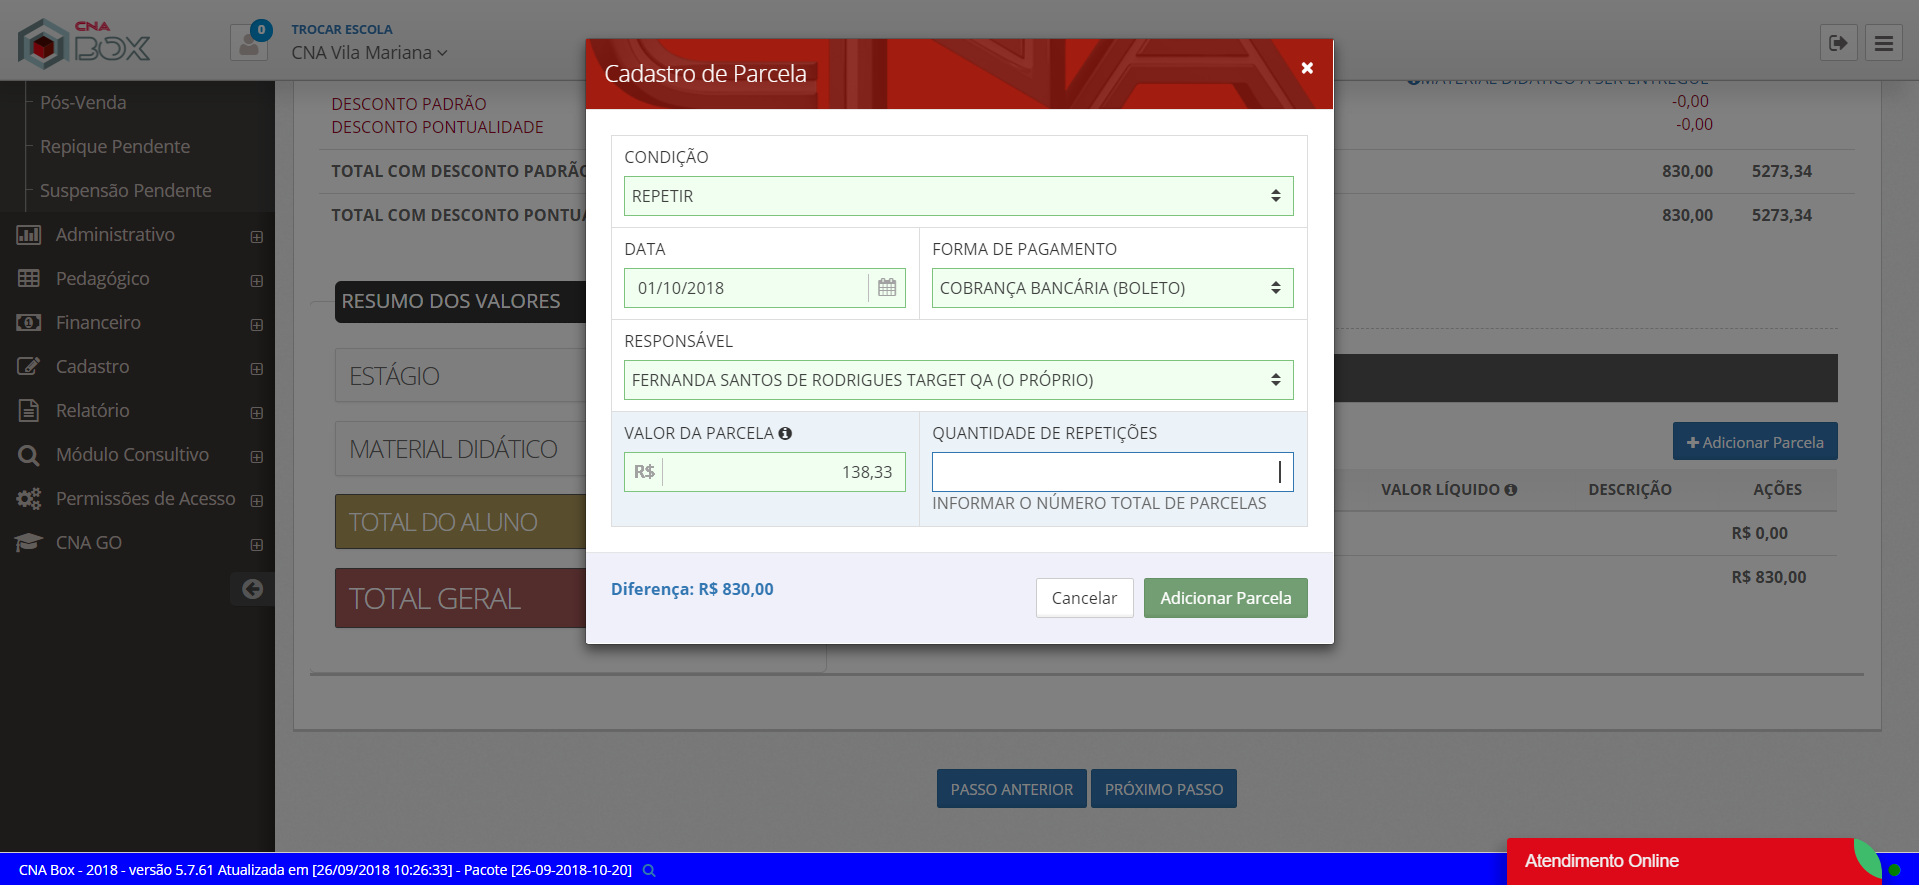 CNA
BOX
0
TROCAR ESCOLA
CNA Vila Mariana
Pós-Venda
Repique Pendente
Suspensão Pendente
Administrativo
Pedagógico
Financeiro
Cadastro
Relatório
Módulo Consultivo
Permissões de Acesso
CNA GO
MATERIAL DIDÁTICO A SER ENTREGUE
DESCONTO PADRÃO
-0,00
DESCONTO PONTUALIDADE
-0,00
TOTAL COM DESCONTO PADRÃO
830,00 5273,34
TOTAL COM DESCONTO PONTUA
830,00 5273,34
RESUMO DOS VALORES
ESTÁGIO
MATERIAL DIDÁTICO
TOTAL DO ALUNO
TOTAL GERAL
Cadastro de Parcela
CONDIÇÃO
REPETIR
DATA
01/10/2018
FORMA DE PAGAMENTO
COBRANÇA BANCÁRIA (BOLETO)
RESPONSÁVEL
FERNANDA SANTOS DE RODRIGUES TARGET QA (O PRÓPRIO)
VALOR DA PARCELA
R$ 138,33
QUANTIDADE DE REPETIÇÕES
INFORMAR O NÚMERO TOTAL DE PARCELAS
Diferença: R$ 830,00
Cancelar
Adicionar Parcela
Adicionar Parcela
VALOR LÍQUIDO DESCRIÇÃO AÇÕES
R$ 0,00
R$ 830,00
PASSO ANTERIOR
PRÓXIMO PASSO
CNA Box - 2018 - versão 5.7.61 Atualizada em [26/09/2018 10:26:33] - Pacote [26-09-2018-10-20]
Atendimento Online